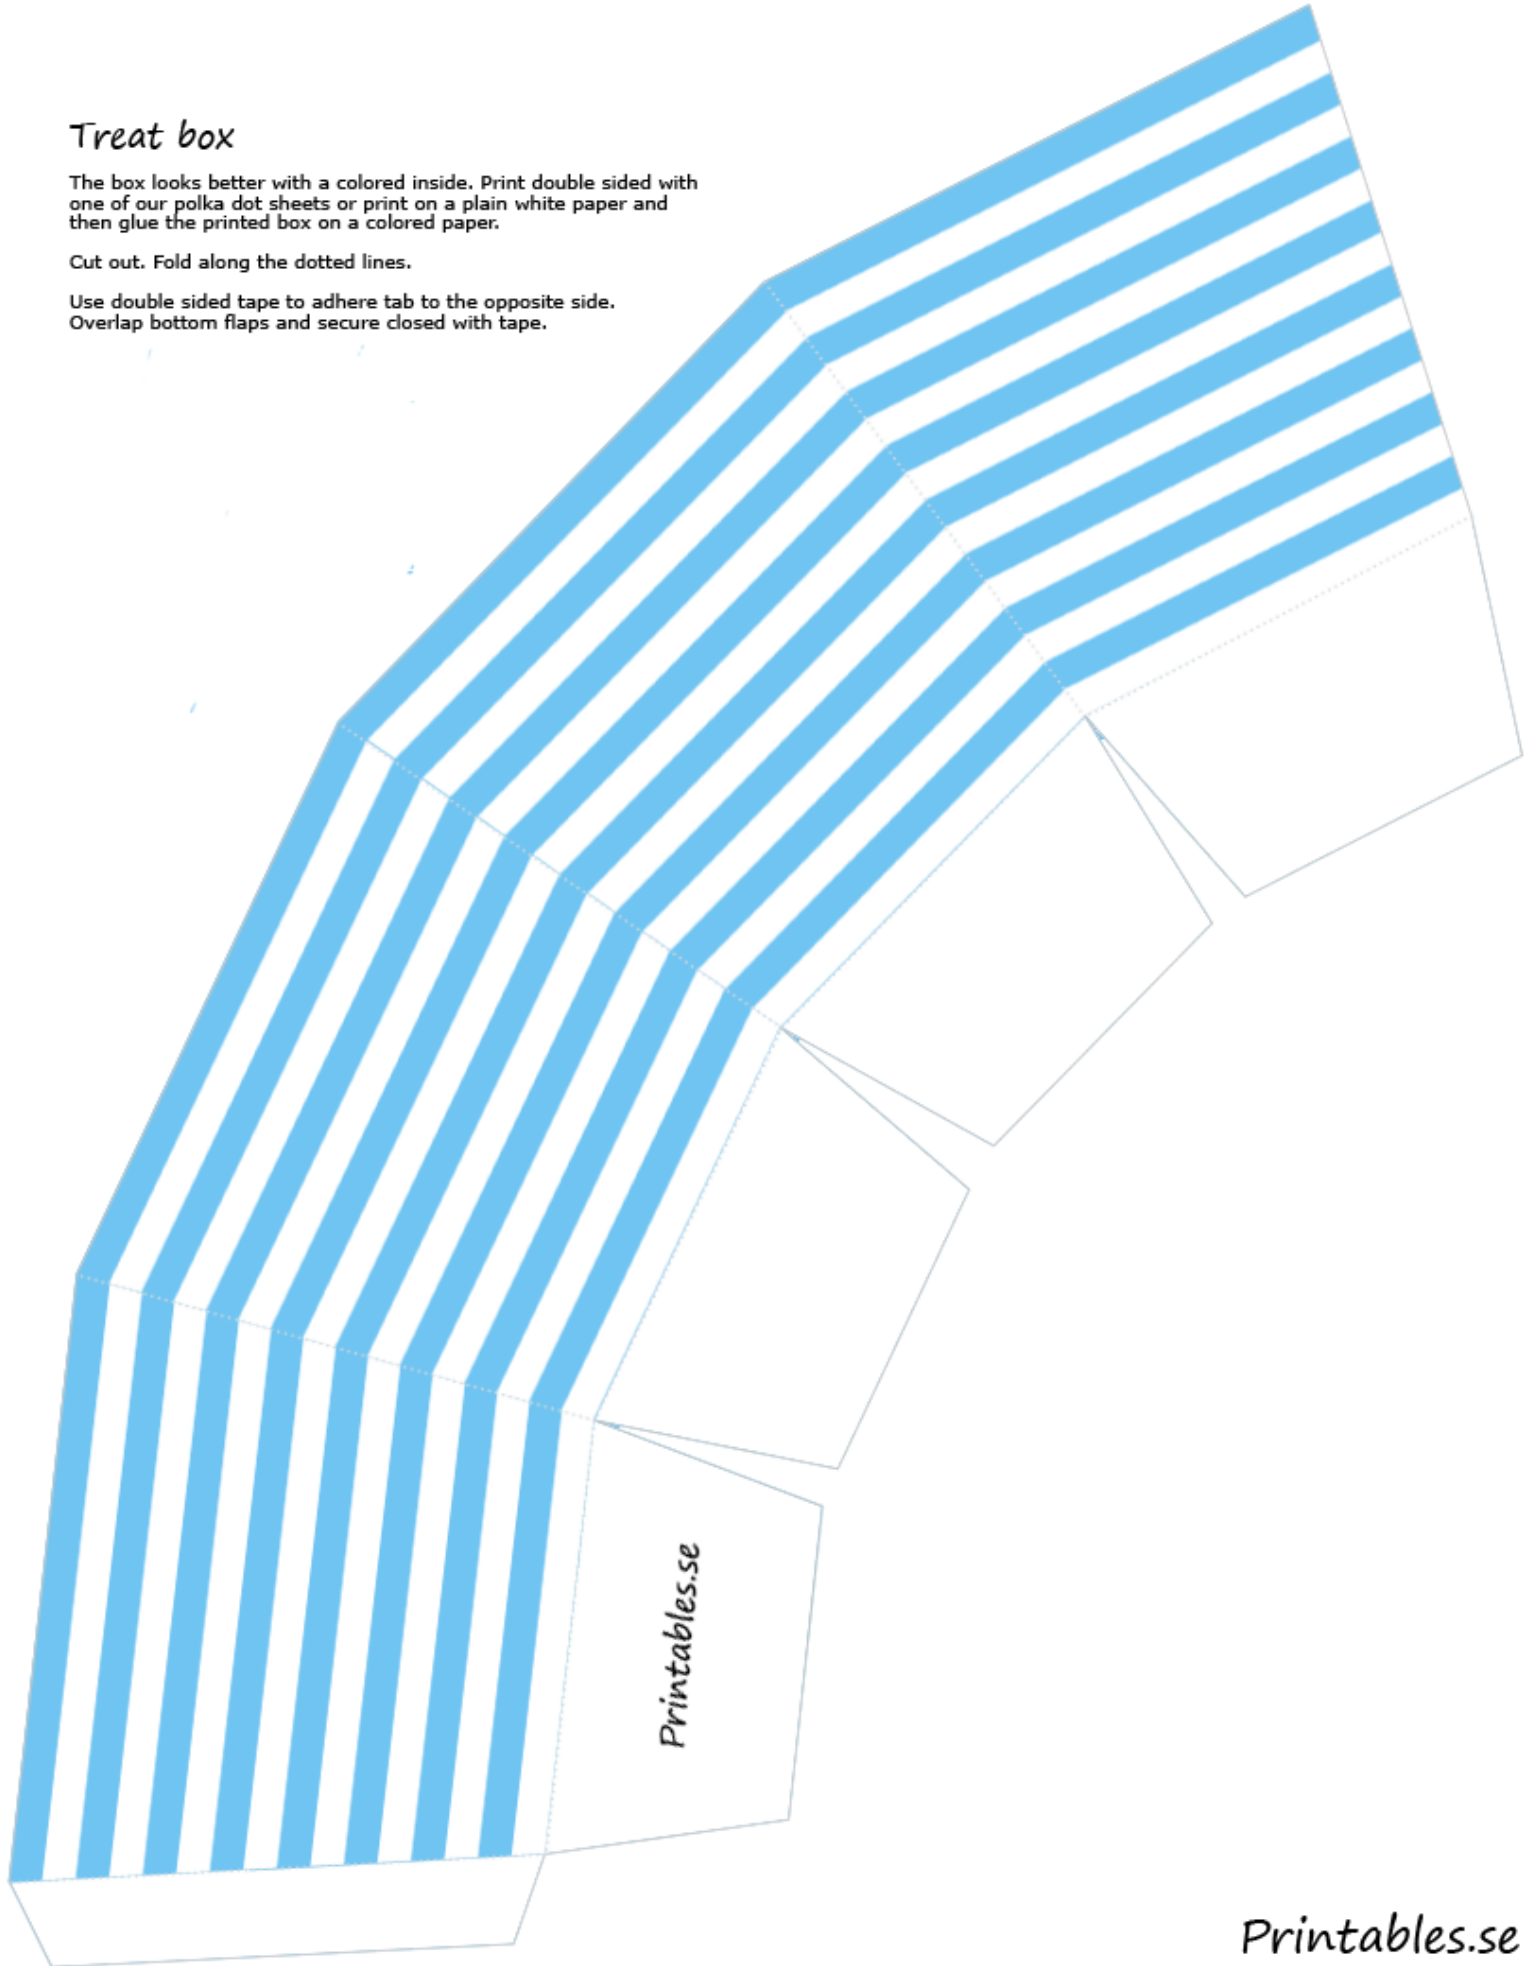 Treat box
The box looks better with a colored inside. Print double sided with
one of our polka dot sheets or print on a plain white paper and
then glue the printed box on a colored paper.
Cut out. Fold along the dotted lines.
Use double sided tape to adhere tab to the opposite side.
Overlap bottom flaps and secure closed with tape.
Printables.se
Printables.se